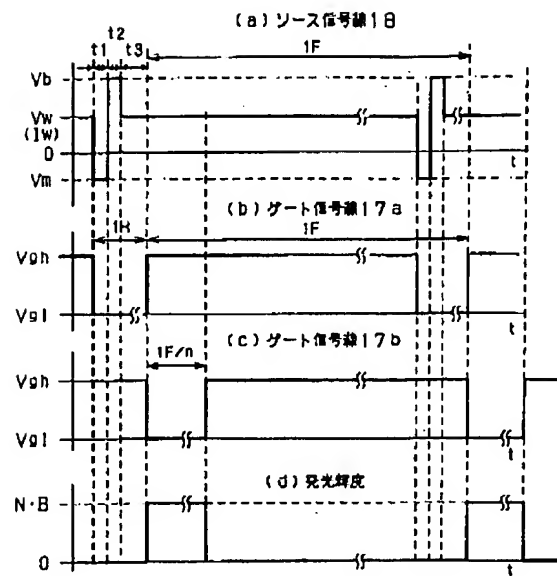 (a) ソース信号線18
t2
t1 t3
1F
Vb
Vw
(Iw)
0
t
Vm
(b) ゲート信号線17a
1H
1F
Vgh
Vgl
t
(c) ゲート信号線17b
1F/n
Vgh
Vgl
t
(d) 発光輝度
N・B
0
t